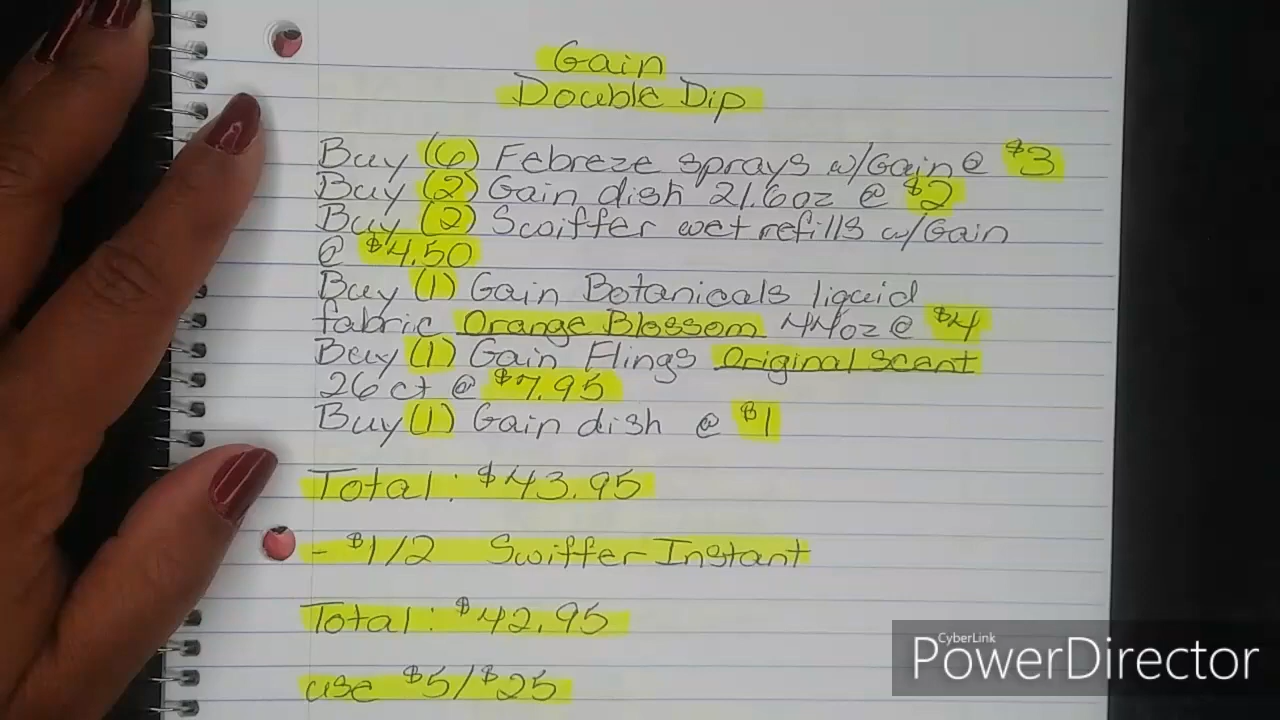 Gain
Double Dip
Buy (6) Febreze sprays w/Gain @ $3
Buy (2) Gain dish 21.6oz @ $2
Buy (2) Swiffer wet refills w/Gain
@ $4.50
Buy (1) Gain Botanicals liquid
fabric Orange Blossom 44oz @ $4
Buy (1) Gain Flings Original Scent
26 ct @ $7.95
Buy (1) Gain dish @ $1
Total: $43.95
- $1/2 Swiffer Instant
Total: $42.95
use $5/$25
CyberLink
PowerDirector